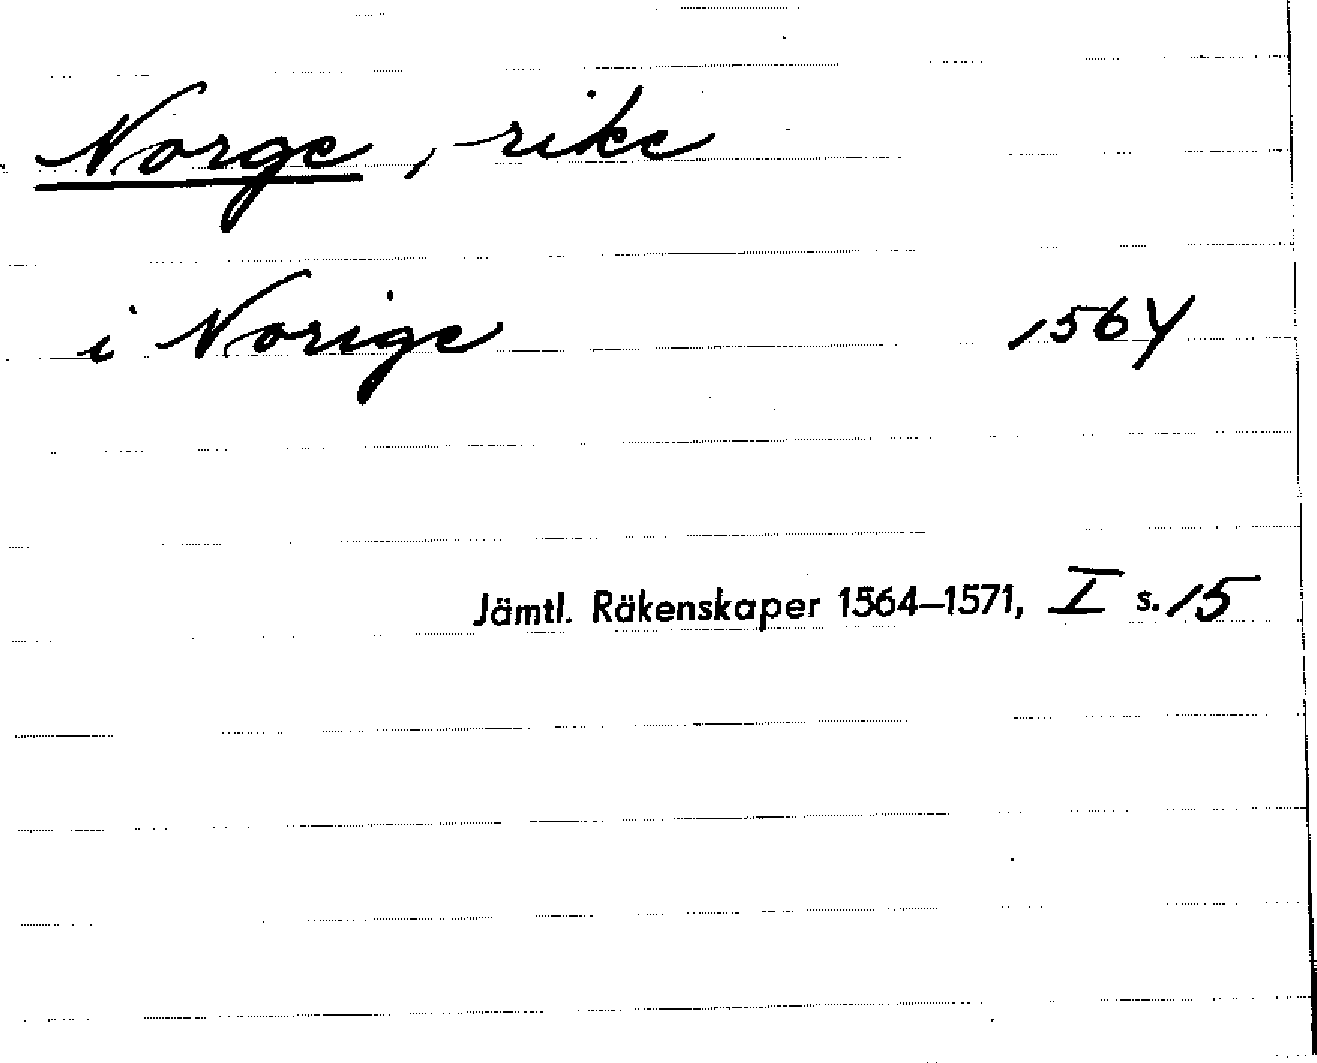 Norge, rike
i Norige 1564
Jämtl. Räkenskaper 1564–1571, I s. 15